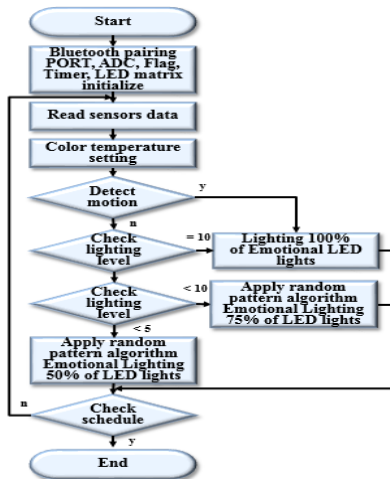 Start
Bluetooth pairing
PORT, ADC, Flag,
Timer, LED matrix
initialize
Read sensors data
Color temperature
setting
Detect
motion
y
n
Check
lighting
level
= 10
Lighting 100%
of Emotional LED
lights
Check
lighting
level
< 10
Apply random
pattern algorithm
Emotional Lighting
75% of LED lights
< 5
Apply random
pattern algorithm
Emotional Lighting
50% of LED lights
n
Check
schedule
y
End